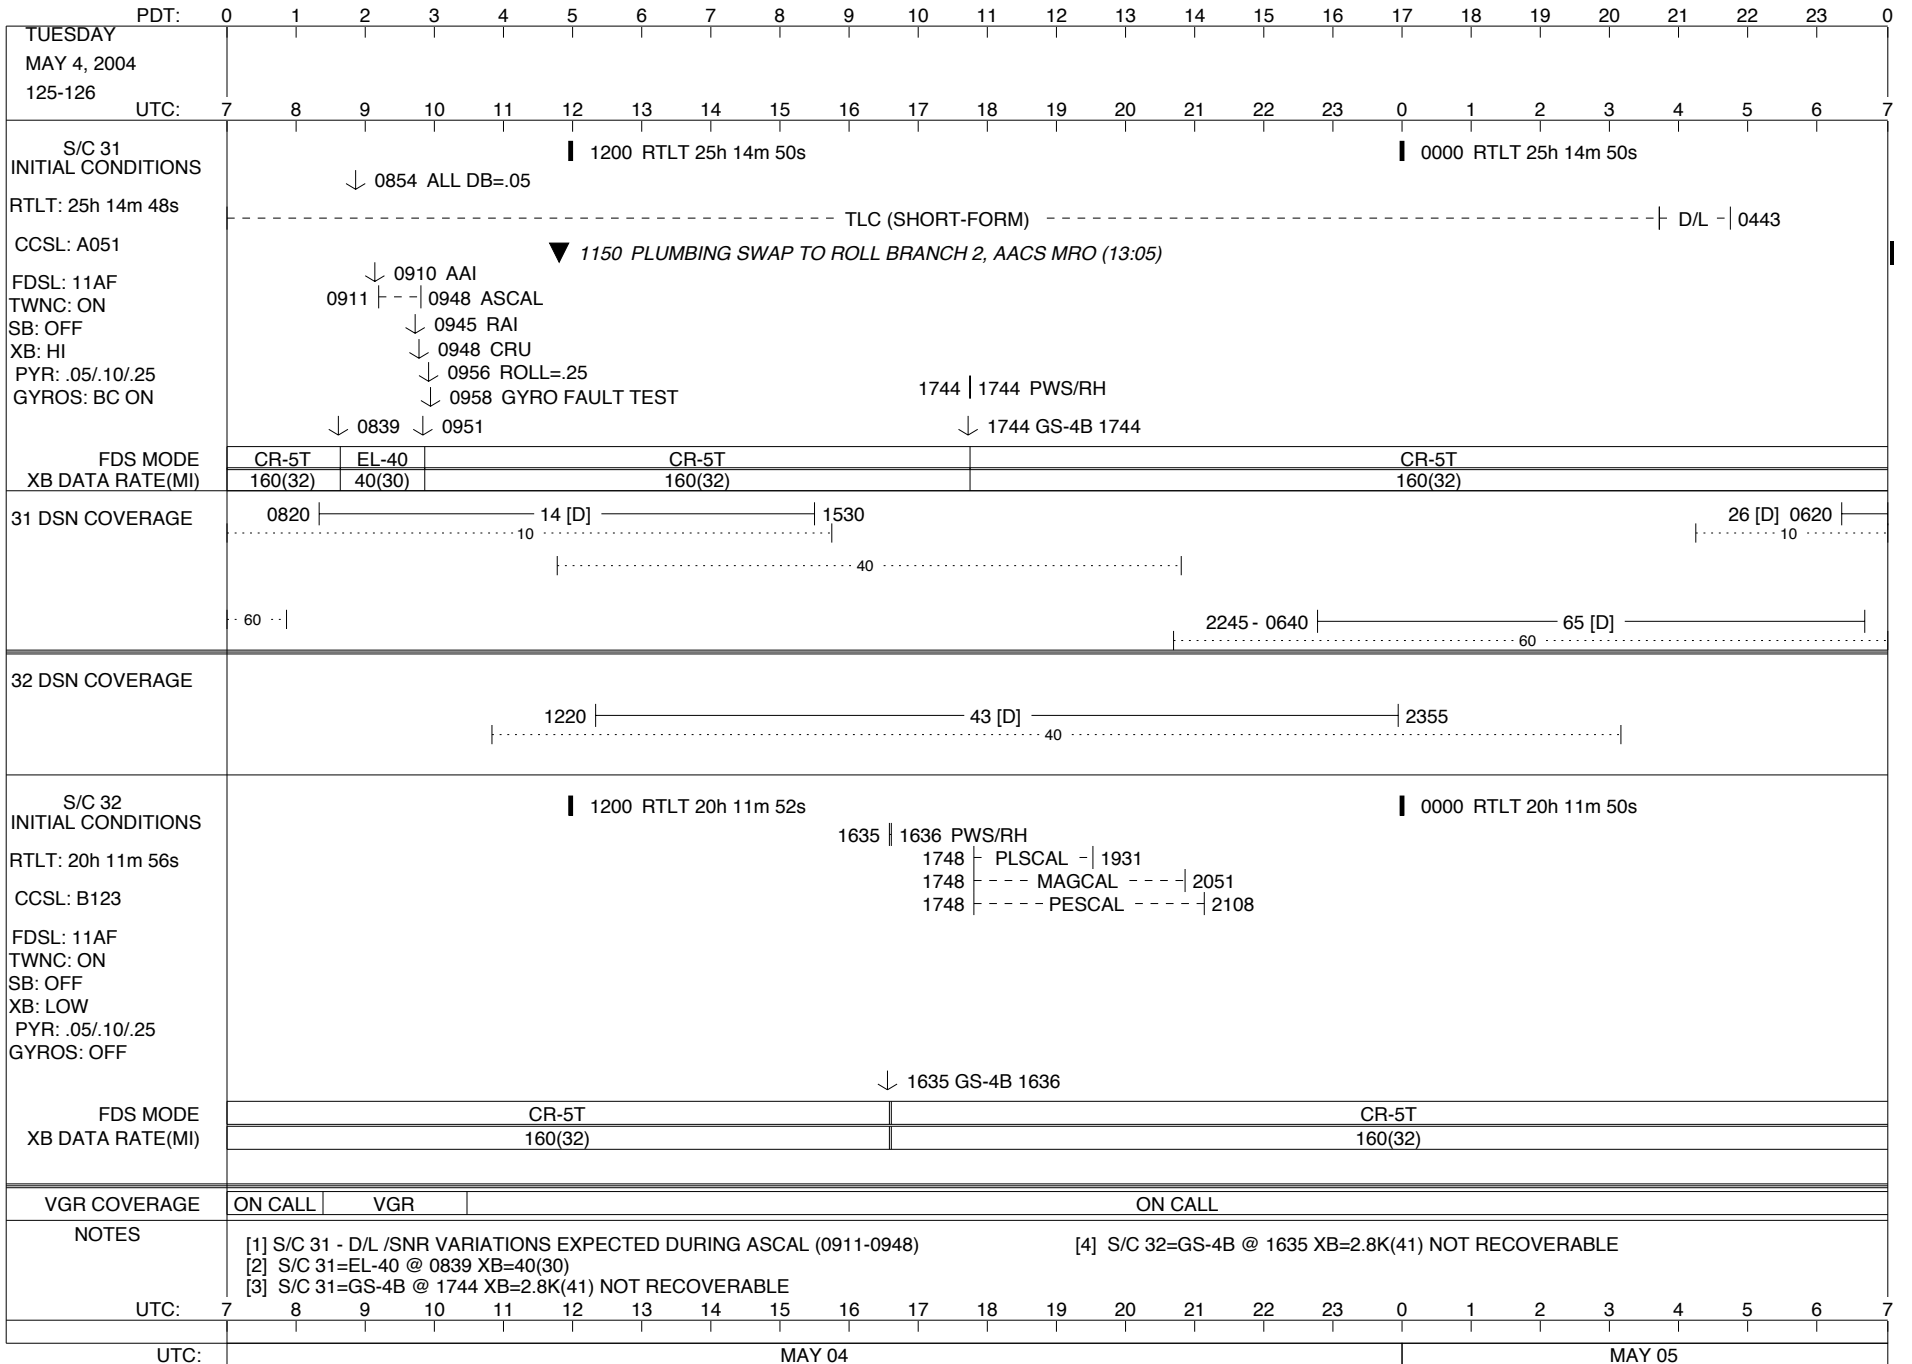 PDT: 0 1 2 3 4 5 6 7 8 9 10 11 12 13 14 15 16 17 18 19 20 21 22 23 0
TUESDAY
MAY 4, 2004
125-126
UTC: 7 8 9 10 11 12 13 14 15 16 17 18 19 20 21 22 23 0 1 2 3 4 5 6 7
S/C 31
INITIAL CONDITIONS
RTLT: 25h 14m 48s
CCSL: A051
FDSL: 11AF
TWNC: ON
SB: OFF
XB: HI
PYR: .05/.10/.25
GYROS: BC ON
1200 RTLT 25h 14m 50s
0000 RTLT 25h 14m 50s
0854 ALL DB=.05
TLC (SHORT-FORM)
D/L
0443
1150 PLUMBING SWAP TO ROLL BRANCH 2, AACS MRO (13:05)
0910 AAI
0911 0948 ASCAL
0945 RAI
0948 CRU
0956 ROLL=.25
0958 GYRO FAULT TEST
1744 1744 PWS/RH
0839 0951
1744 GS-4B 1744
FDS MODE CR-5T EL-40 CR-5T CR-5T
XB DATA RATE(MI) 160(32) 40(30) 160(32) 160(32)
31 DSN COVERAGE
0820 14 [D] 1530
26 [D] 0620
10
10
40
60
2245 - 0640 65 [D]
60
32 DSN COVERAGE
1220 43 [D] 2355
40
S/C 32
INITIAL CONDITIONS
RTLT: 20h 11m 56s
CCSL: B123
FDSL: 11AF
TWNC: ON
SB: OFF
XB: LOW
PYR: .05/.10/.25
GYROS: OFF
1200 RTLT 20h 11m 52s
0000 RTLT 20h 11m 50s
1635 1636 PWS/RH
1748 PLSCAL 1931
1748 MAGCAL 2051
1748 PESCAL 2108
1635 GS-4B 1636
FDS MODE CR-5T CR-5T
XB DATA RATE(MI) 160(32) 160(32)
VGR COVERAGE ON CALL VGR ON CALL
NOTES
[1] S/C 31 - D/L /SNR VARIATIONS EXPECTED DURING ASCAL (0911-0948)
[2] S/C 31=EL-40 @ 0839 XB=40(30)
[3] S/C 31=GS-4B @ 1744 XB=2.8K(41) NOT RECOVERABLE
[4] S/C 32=GS-4B @ 1635 XB=2.8K(41) NOT RECOVERABLE
UTC: 7 8 9 10 11 12 13 14 15 16 17 18 19 20 21 22 23 0 1 2 3 4 5 6 7
UTC: MAY 04 MAY 05